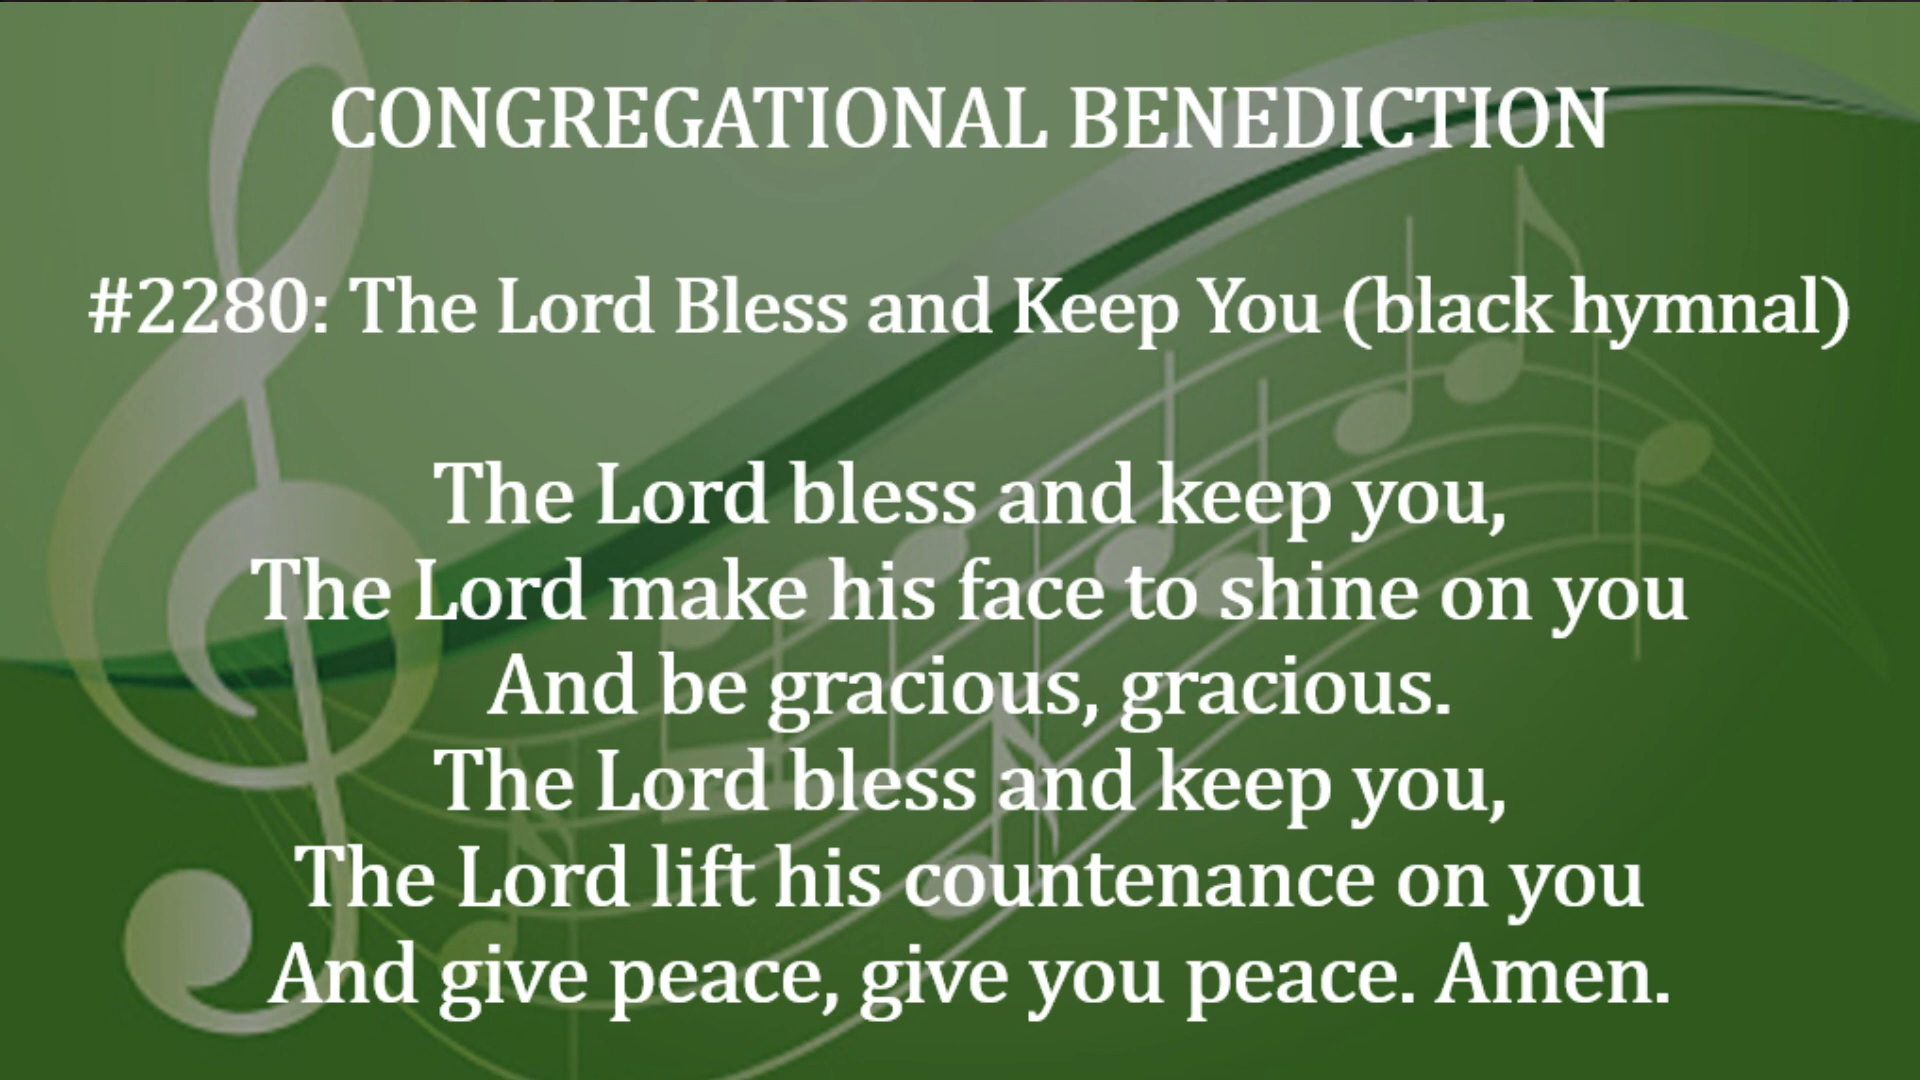 CONGREGATIONAL BENEDICTION
#2280: The Lord Bless and Keep You (black hymnal)
The Lord bless and keep you,
The Lord make his face to shine on you
And be gracious, gracious.
The Lord bless and keep you,
The Lord lift his countenance on you
And give peace, give you peace. Amen.